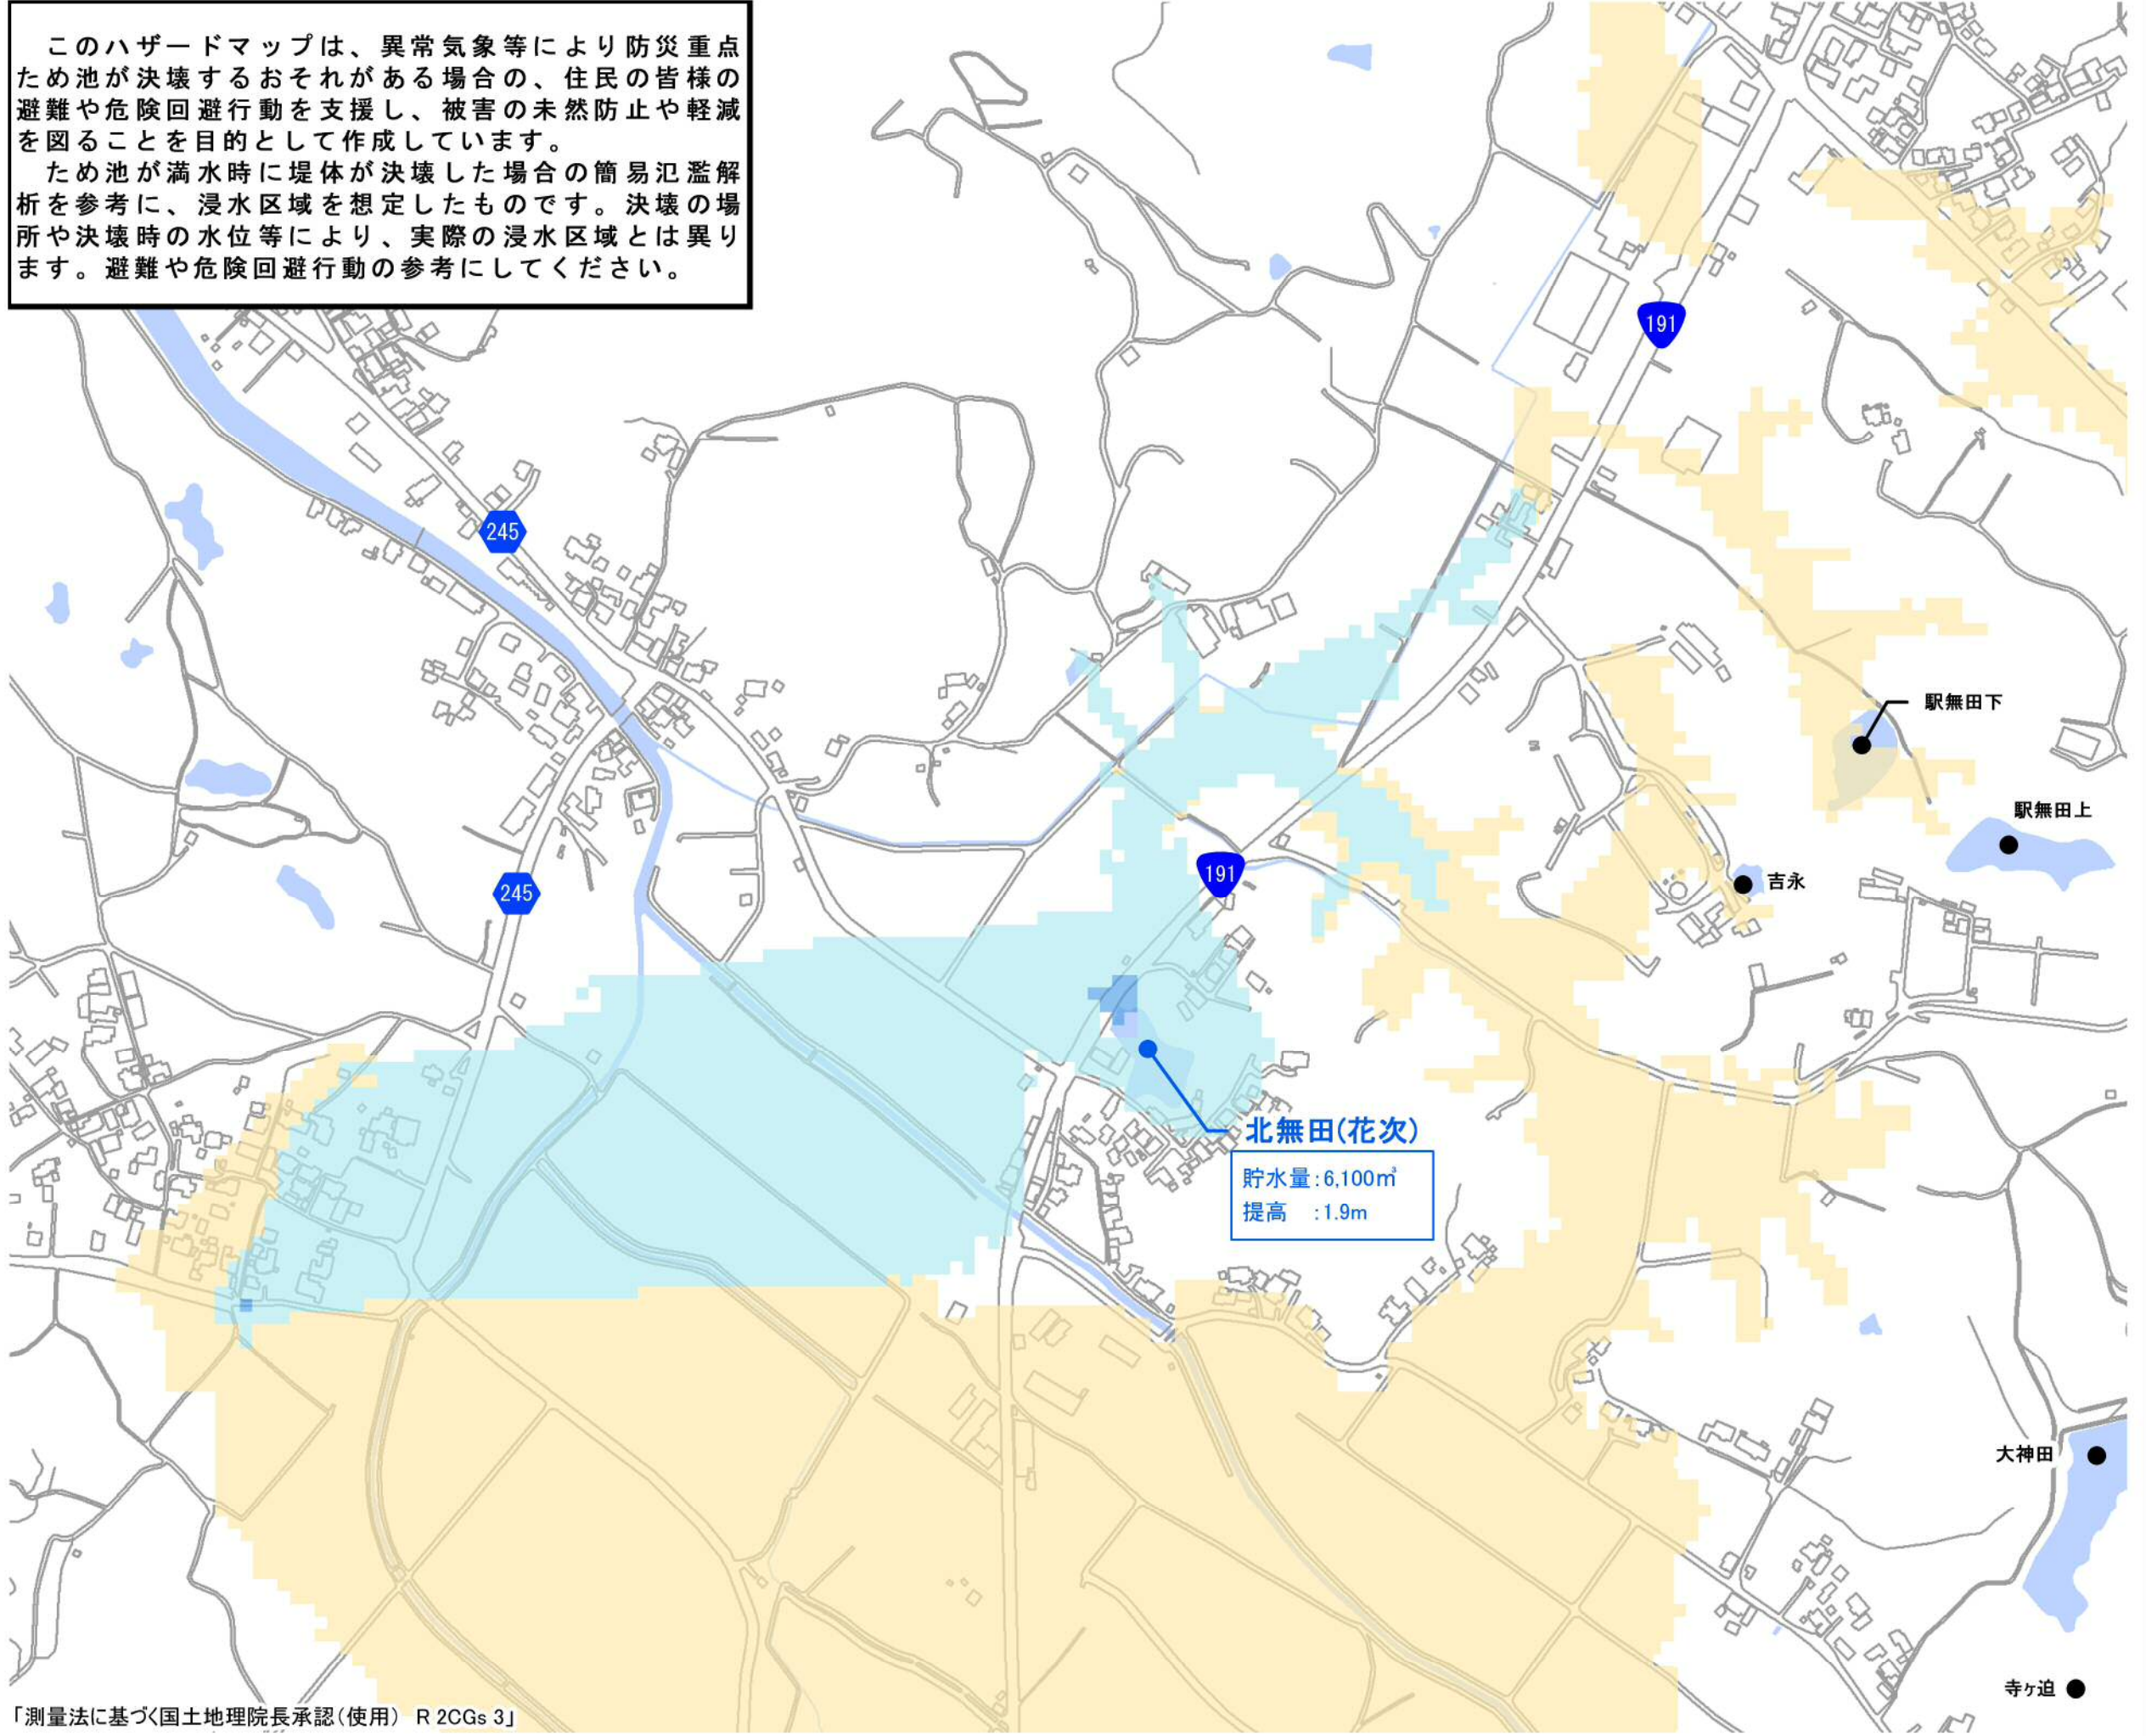 このハザードマップは、異常気象等により防災重点
ため池が決壊するおそれがある場合の、住民の皆様の
避難や危険回避行動を支援し、被害の未然防止や軽減
を図ることを目的として作成しています。
ため池が満水時に堤体が決壊した場合の簡易氾濫解
析を参考に、浸水区域を想定したものです。決壊の場
所や決壊時の水位等により、実際の浸水区域とは異り
ます。避難や危険回避行動の参考にしてください。
191
245
駅無田下
駅無田上
191
吉永
245
北無田(花次)
貯水量:6,100㎥
提高 :1.9m
大神田
寺ヶ迫
「測量法に基づく国土地理院長承認(使用) R 2CGs 3」